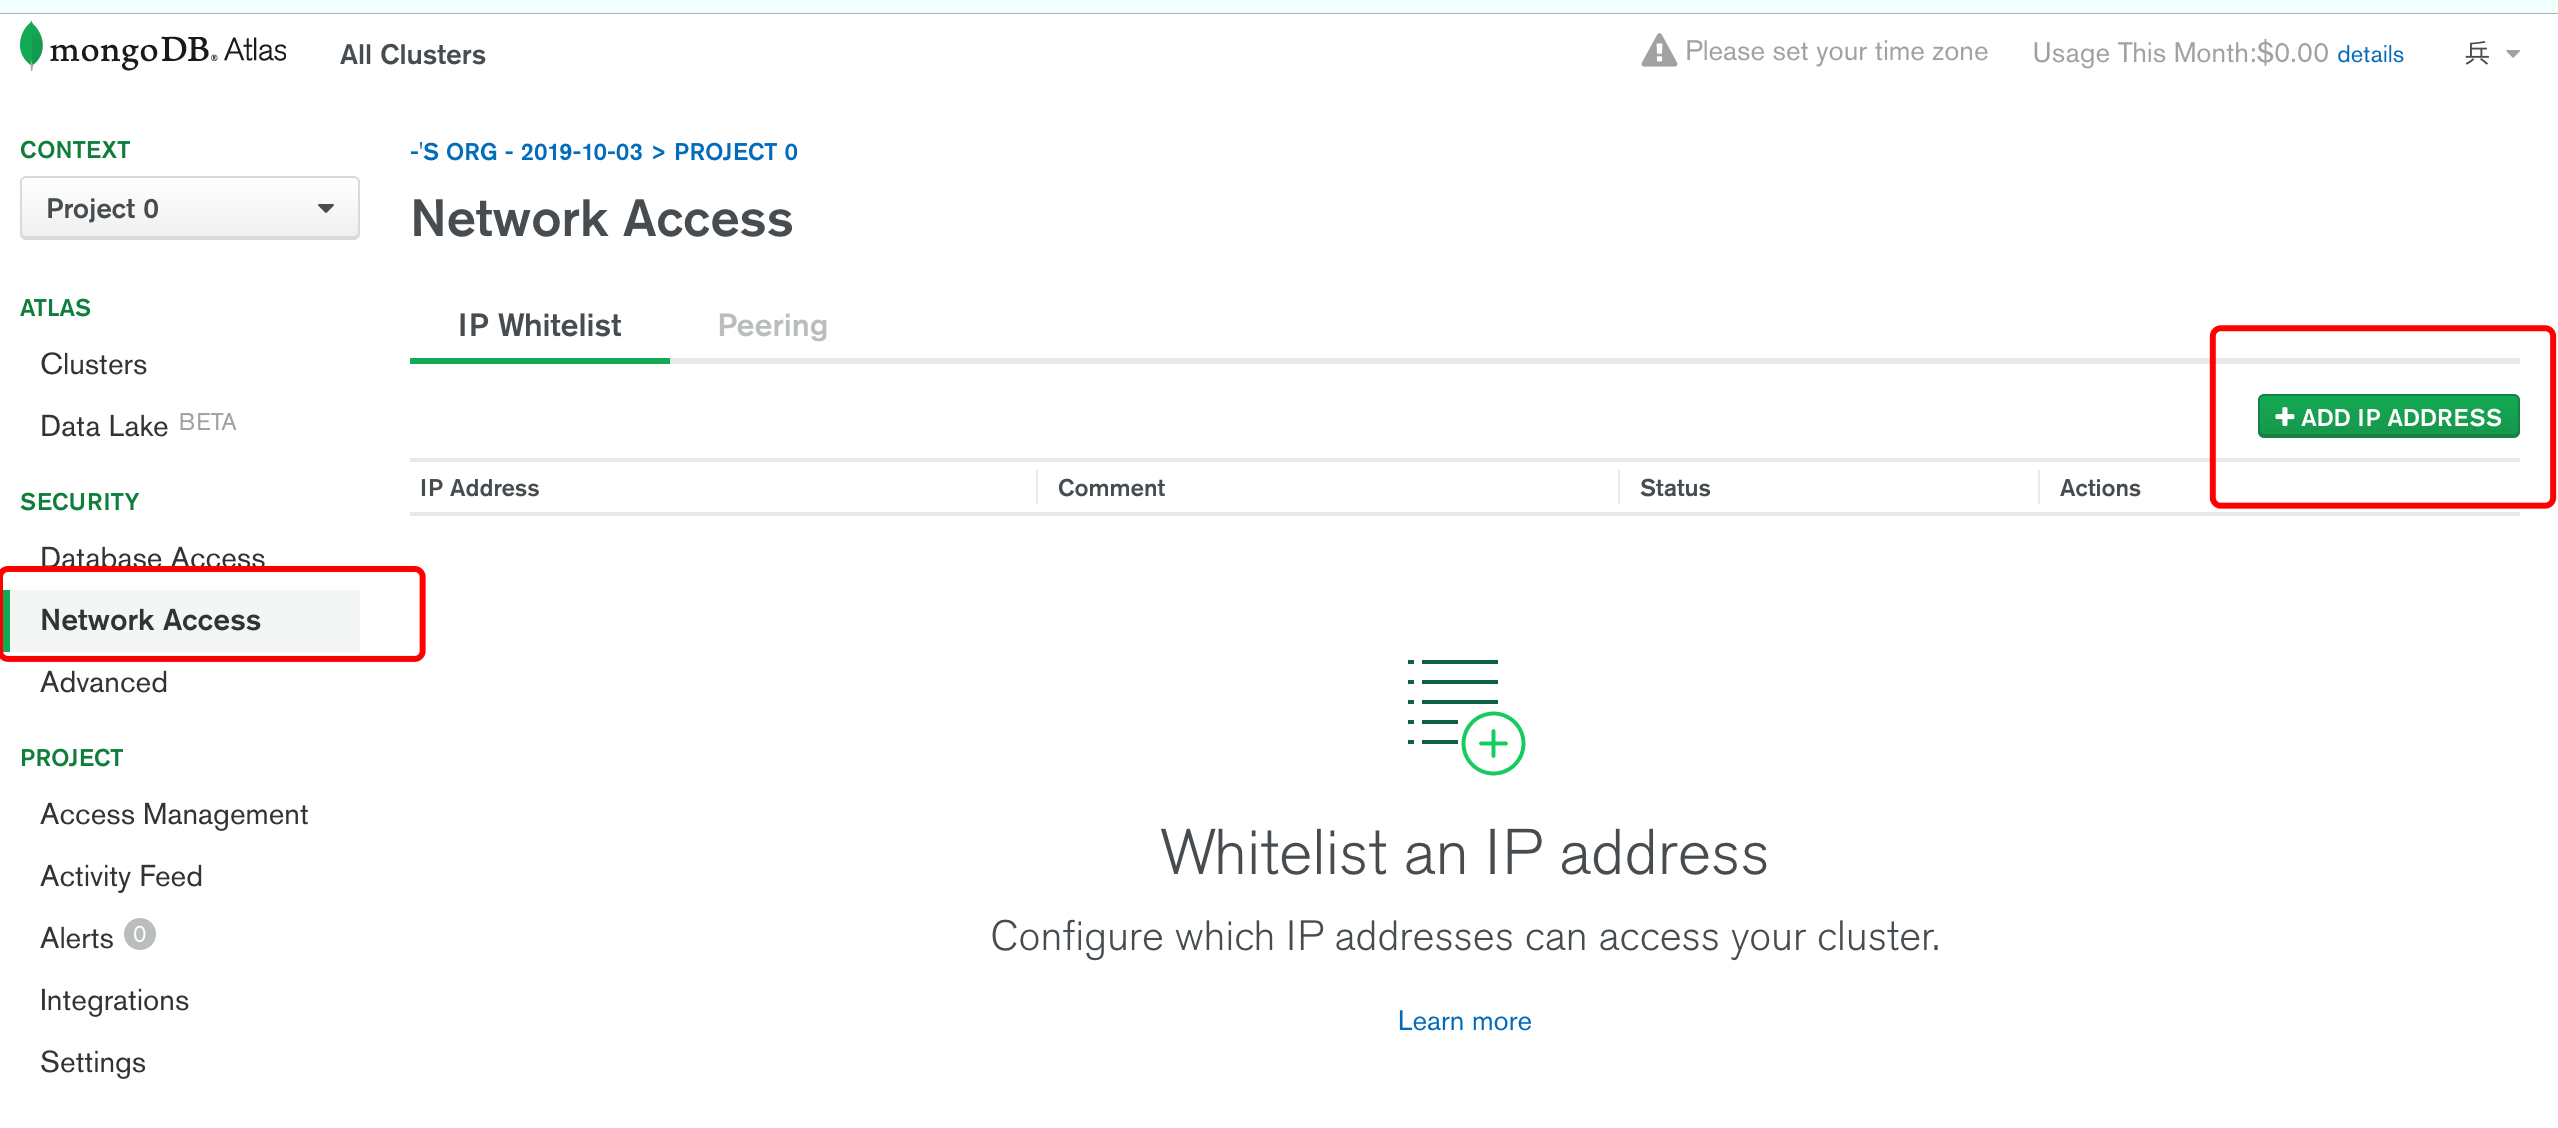 mongoDB. Atlas
All Clusters
Please set your time zone
Usage This Month:$0.00 details
兵
CONTEXT
Project 0
ATLAS
Clusters
Data Lake BETA
SECURITY
Database Access
Network Access
Advanced
PROJECT
Access Management
Activity Feed
Alerts 0
Integrations
Settings
-'S ORG - 2019-10-03 > PROJECT 0
Network Access
IP Whitelist
Peering
ADD IP ADDRESS
IP Address
Comment
Status
Actions
Whitelist an IP address
Configure which IP addresses can access your cluster.
Learn more